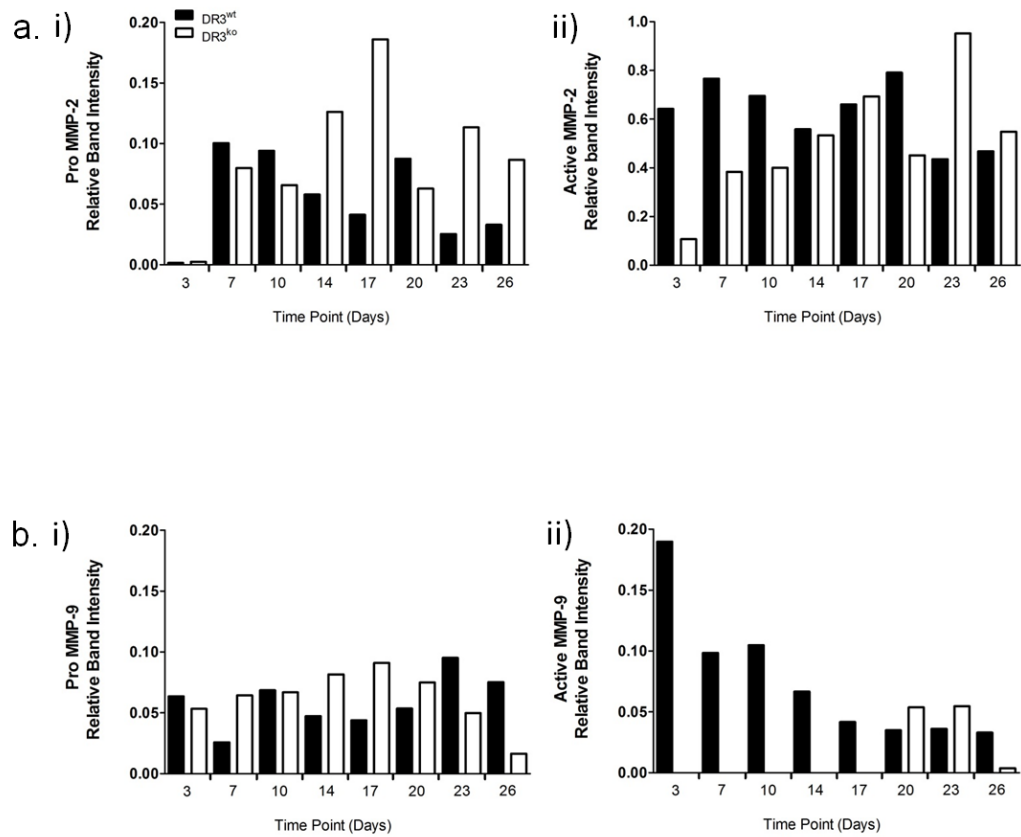 a. i)
DR3wt
DR3ko
Pro MMP-2
Relative Band Intensity
0.20
0.15
0.10
0.05
0.00
3 7 10 14 17 20 23 26
Time Point (Days)
ii)
Active MMP-2
Relative band Intensity
1.0
0.8
0.6
0.4
0.2
0.0
3 7 10 14 17 20 23 26
Time Point (Days)
b. i)
Pro MMP-9
Relative Band Intensity
0.20
0.15
0.10
0.05
0.00
3 7 10 14 17 20 23 26
Time Point (Days)
ii)
Active MMP-9
Relative Band Intensity
0.20
0.15
0.10
0.05
0.00
3 7 10 14 17 20 23 26
Time Point (Days)